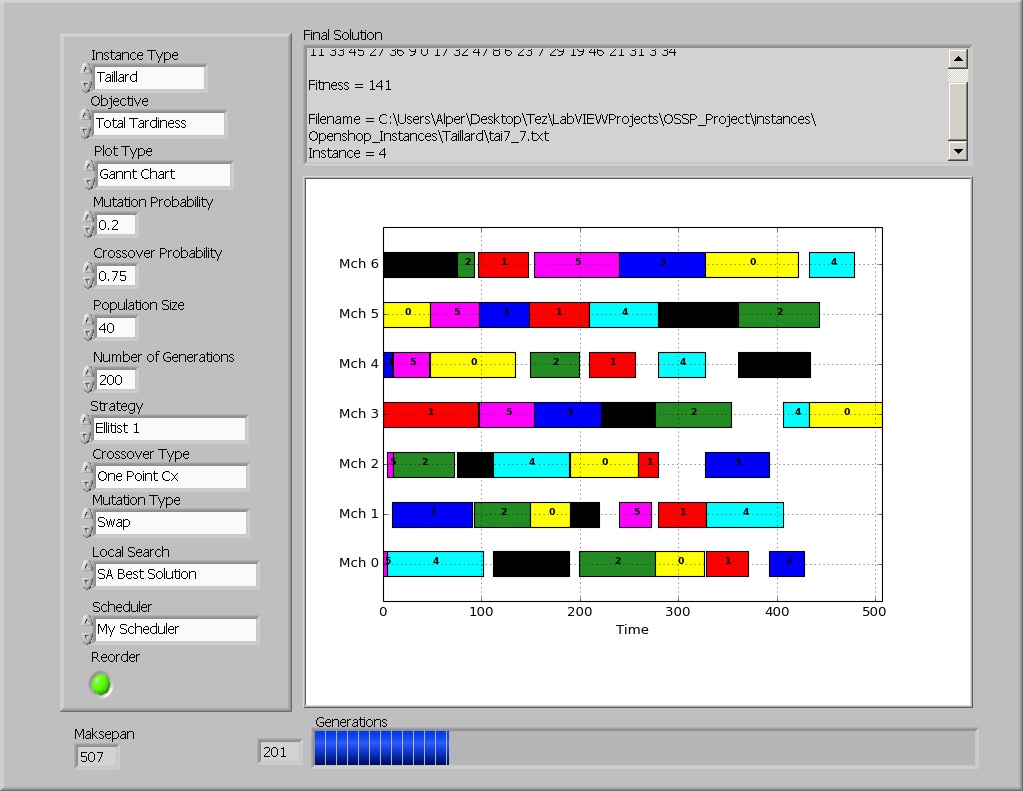 Instance Type
Taillard
Objective
Total Tardiness
Plot Type
Gannt Chart
Mutation Probability
0.2
Crossover Probability
0.75
Population Size
40
Number of Generations
200
Strategy
Ellitist 1
Crossover Type
One Point Cx
Mutation Type
Swap
Local Search
SA Best Solution
Scheduler
My Scheduler
Reorder
Maksepan
507
201
Final Solution
11 33 45 27 36 9 0 17 32 47 8 6 23 7 29 19 46 21 31 3 34
Fitness = 141
Filename = C:\Users\Alper\Desktop\Tez\LabVIEWProjects\OSSP_Project\instances\
Openshop_Instances\Taillard\tai7_7.txt
Instance = 4
Mch 6 2 1 5 3 0 4
Mch 5 0 5 3 1 4 2
Mch 4 5 0 2 1 4
Mch 3 1 5 3 2 4 0
Mch 2 5 2 4 0 1 3
Mch 1 3 2 0 5 1 4
Mch 0 5 4 2 0 1 3
0 100 200 300 400 500
Time
Generations